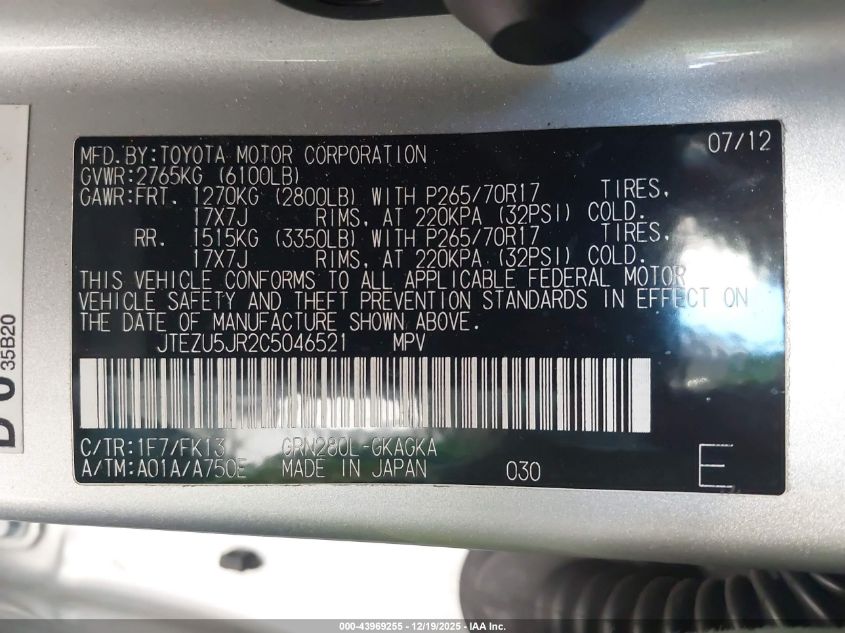 MFD.BY:TOYOTA MOTOR CORPORATION 07/12
GVWR:2765KG (6100LB)
GAWR:FRT. 1270KG (2800LB) WITH P265/70R17 TIRES,
17X7J RIMS, AT 220KPA (32PSI) COLD.
RR. 1515KG (3350LB) WITH P265/70R17 TIRES,
17X7J RIMS, AT 220KPA (32PSI) COLD.
THIS VEHICLE CONFORMS TO ALL APPLICABLE FEDERAL MOTOR
VEHICLE SAFETY AND THEFT PREVENTION STANDARDS IN EFFECT ON
THE DATE OF MANUFACTURE SHOWN ABOVE.
JTEZU5JR2C5046521 MPV
C/TR:1F7/FK13 GRN280L-GKAGKA
A/TM:A01A/A750E MADE IN JAPAN 030 E
35B20
000-43969255 - 12/19/2025 - IAA Inc.